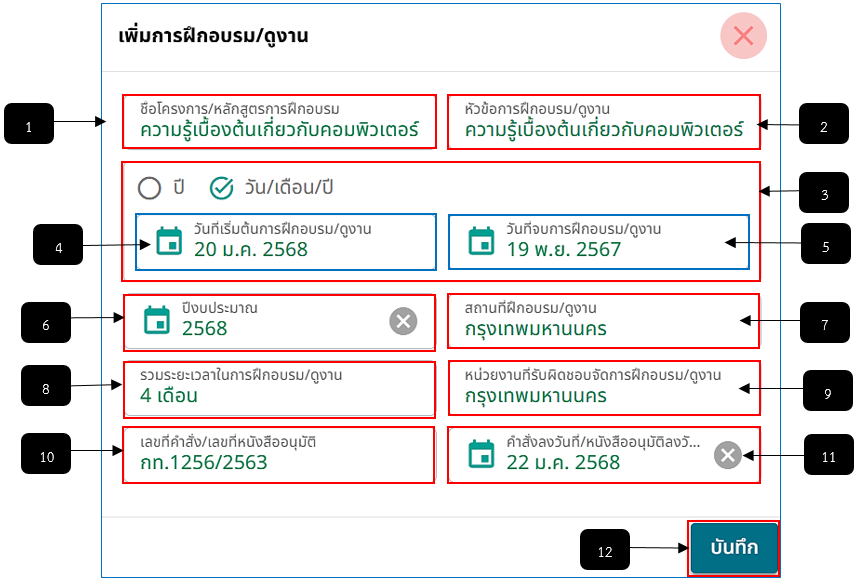 เพิ่มการฝึกอบรม/ดูงาน
1
ชื่อโครงการ/หลักสูตรการฝึกอบรม
ความรู้เบื้องต้นเกี่ยวกับคอมพิวเตอร์
หัวข้อการฝึกอบรม/ดูงาน
ความรู้เบื้องต้นเกี่ยวกับคอมพิวเตอร์
2
ปี วัน/เดือน/ปี
3
4
วันที่เริ่มต้นการฝึกอบรม/ดูงาน
20 ม.ค. 2568
วันที่จบการฝึกอบรม/ดูงาน
19 พ.ย. 2567
5
6
ปีงบประมาณ
2568
สถานที่ฝึกอบรม/ดูงาน
กรุงเทพมหานนคร
7
8
รวมระยะเวลาในการฝึกอบรม/ดูงาน
4 เดือน
หน่วยงานที่รับผิดชอบจัดการฝึกอบรม/ดูงาน
กรุงเทพมหานนคร
9
10
เลขที่คำสั่ง/เลขที่หนังสืออนุมัติ
กท.1256/2563
คำสั่งลงวันที่/หนังสืออนุมัติลงวั...
22 ม.ค. 2568
11
12
บันทึก